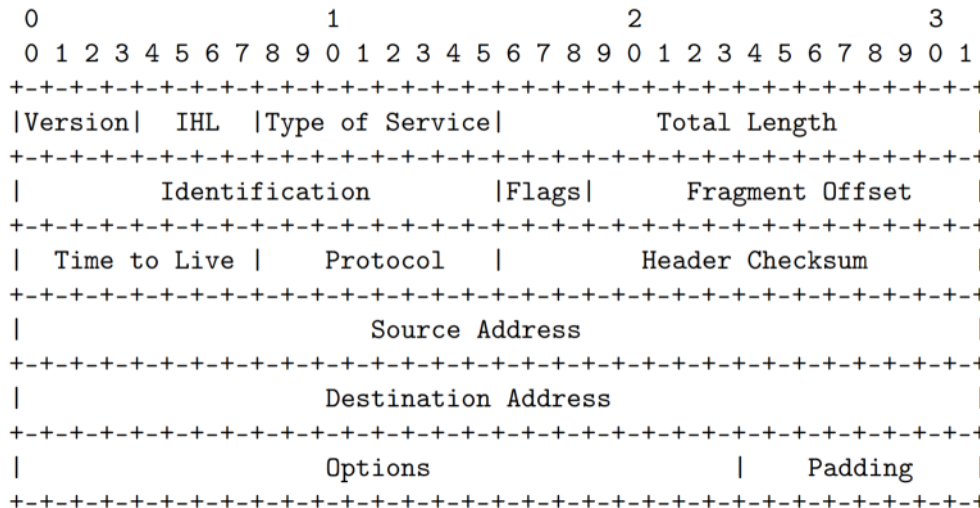 0                   1                   2                   3
 0 1 2 3 4 5 6 7 8 9 0 1 2 3 4 5 6 7 8 9 0 1 2 3 4 5 6 7 8 9 0 1
+-+-+-+-+-+-+-+-+-+-+-+-+-+-+-+-+-+-+-+-+-+-+-+-+-+-+-+-+-+-+-+-+
|Version|  IHL  |Type of Service|          Total Length         |
+-+-+-+-+-+-+-+-+-+-+-+-+-+-+-+-+-+-+-+-+-+-+-+-+-+-+-+-+-+-+-+-+
|         Identification        |Flags|      Fragment Offset    |
+-+-+-+-+-+-+-+-+-+-+-+-+-+-+-+-+-+-+-+-+-+-+-+-+-+-+-+-+-+-+-+-+
|  Time to Live |    Protocol   |         Header Checksum       |
+-+-+-+-+-+-+-+-+-+-+-+-+-+-+-+-+-+-+-+-+-+-+-+-+-+-+-+-+-+-+-+-+
|                       Source Address                          |
+-+-+-+-+-+-+-+-+-+-+-+-+-+-+-+-+-+-+-+-+-+-+-+-+-+-+-+-+-+-+-+-+
|                    Destination Address                        |
+-+-+-+-+-+-+-+-+-+-+-+-+-+-+-+-+-+-+-+-+-+-+-+-+-+-+-+-+-+-+-+-+
|                    Options                    |    Padding    |
+-+-+-+-+-+-+-+-+-+-+-+-+-+-+-+-+-+-+-+-+-+-+-+-+-+-+-+-+-+-+-+-+